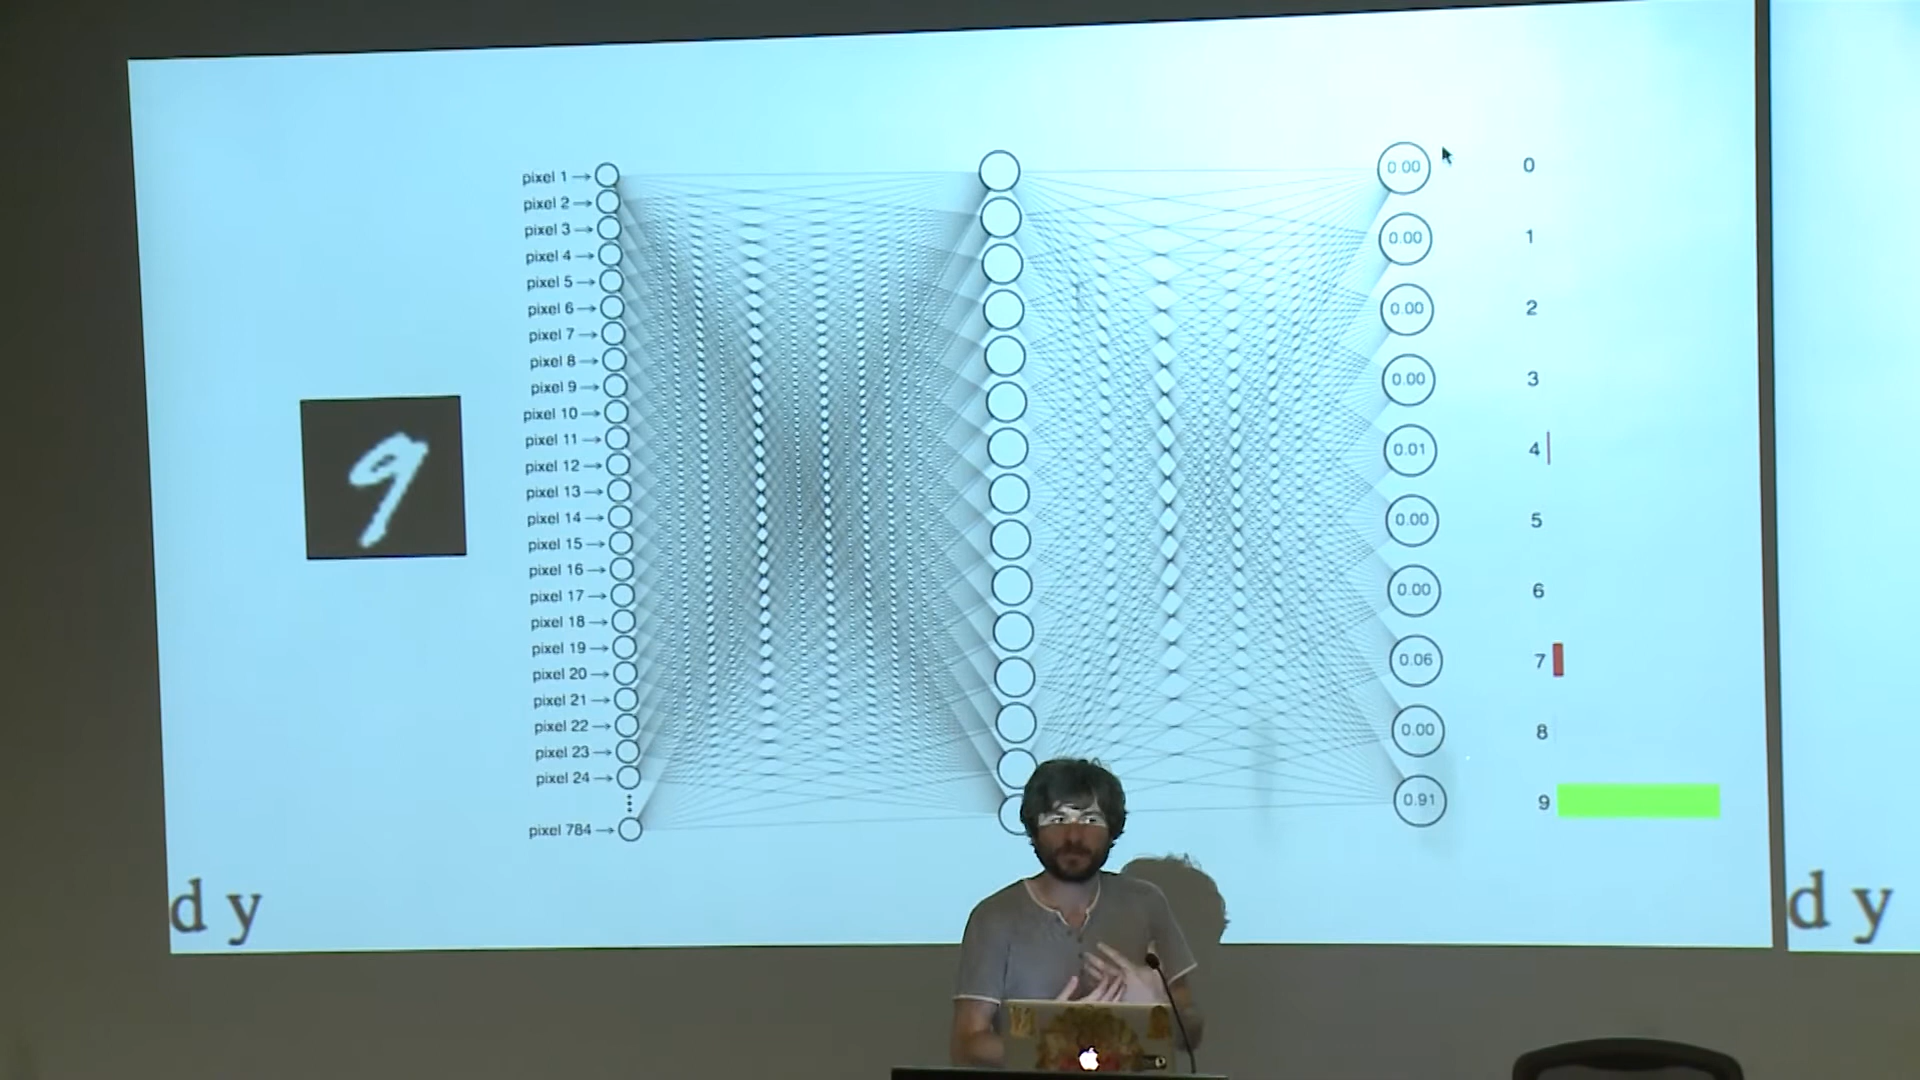 pixel 1
pixel 2
pixel 3
pixel 4
pixel 5
pixel 6
pixel 7
pixel 8
pixel 9
pixel 10
pixel 11
pixel 12
pixel 13
pixel 14
pixel 15
pixel 16
pixel 17
pixel 18
pixel 19
pixel 20
pixel 21
pixel 22
pixel 23
pixel 24
pixel 784
9
0.00 0
0.00 1
0.00 2
0.00 3
0.01 4
0.00 5
0.00 6
0.06 7
0.00 8
0.91 9
d y
d y